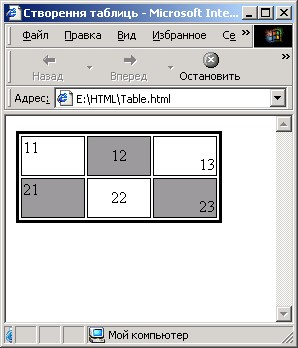 Створення таблиць - Microsoft Inte...
Файл Правка Вид Избранное Се »
Назад Вперед Остановить »
Адрес: E:\HTML\Table.html
11 12 13
21 22 23
Мой компьютер